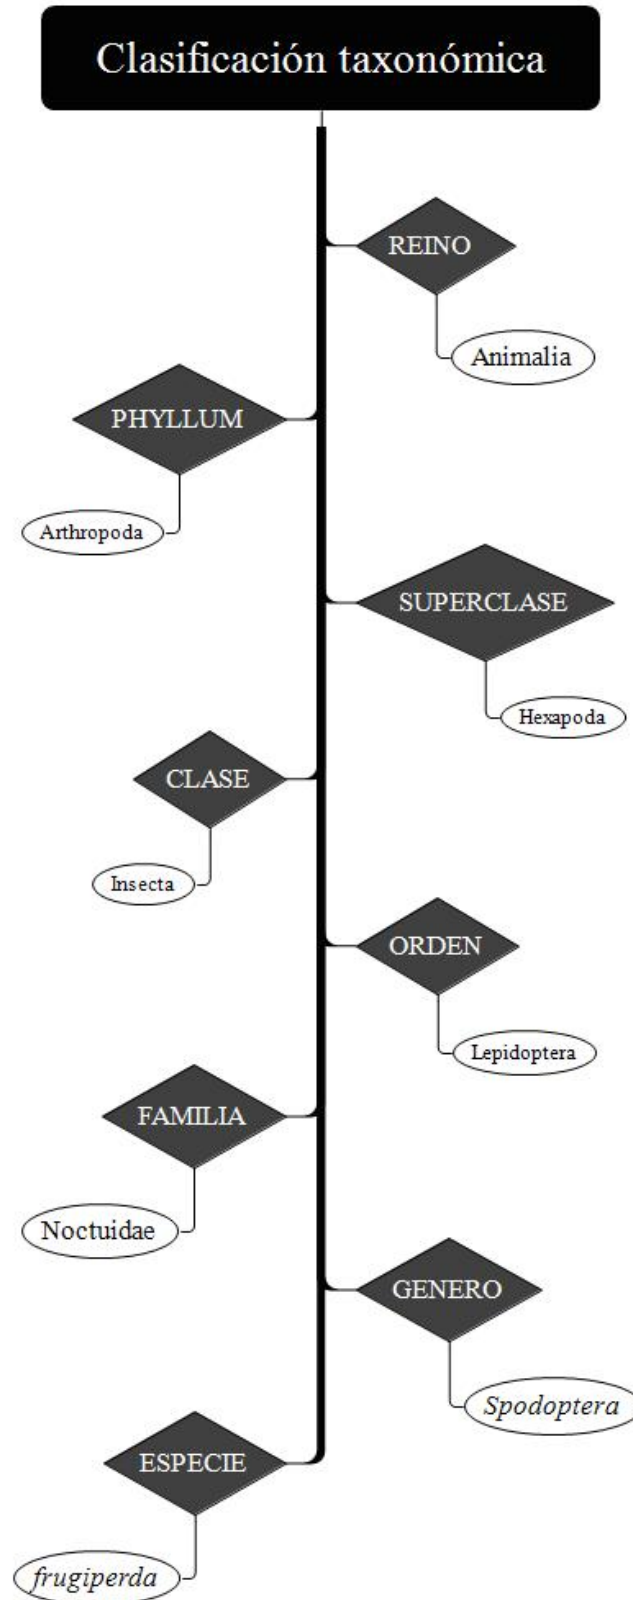 Clasificación taxonómica
REINO
Animalia
PHYLLUM
Arthropoda
SUPERCLASE
Hexapoda
CLASE
Insecta
ORDEN
Lepidoptera
FAMILIA
Noctuidae
GENERO
Spodoptera
ESPECIE
frugiperda